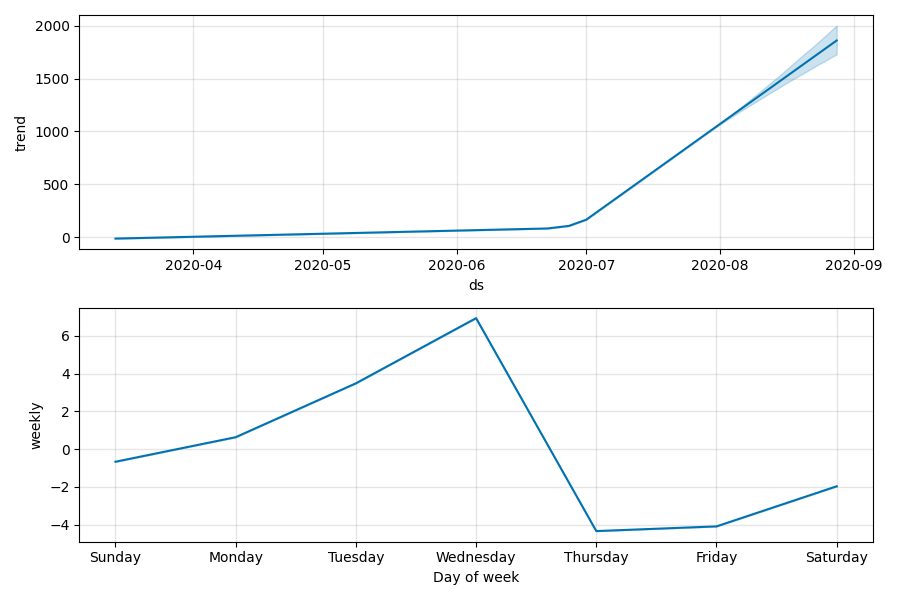 2000
1500
1000
500
0
trend
2020-04 2020-05 2020-06 2020-07 2020-08 2020-09
ds
6
4
2
0
−2
−4
weekly
Sunday Monday Tuesday Wednesday Thursday Friday Saturday
Day of week